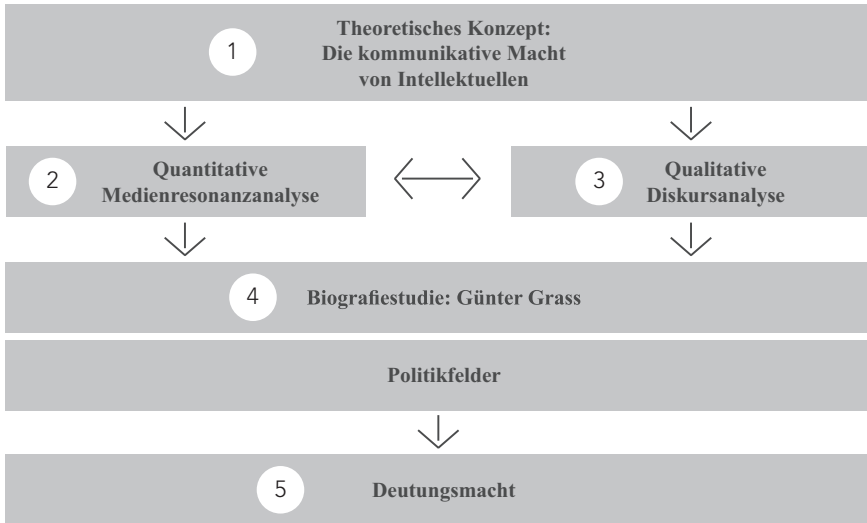 1
Theoretisches Konzept:
Die kommunikative Macht
von Intellektuellen
2
Quantitative
Medienresonanzanalyse
3
Qualitative
Diskursanalyse
4
Biografiestudie: Günter Grass
Politikfelder
5
Deutungsmacht